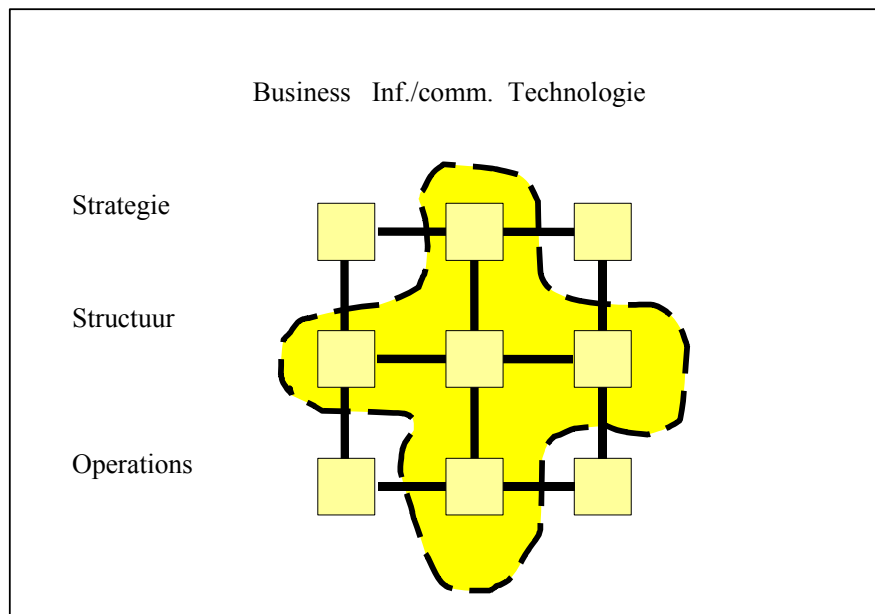 Business Inf./comm. Technologie
Strategie
Structuur
Operations